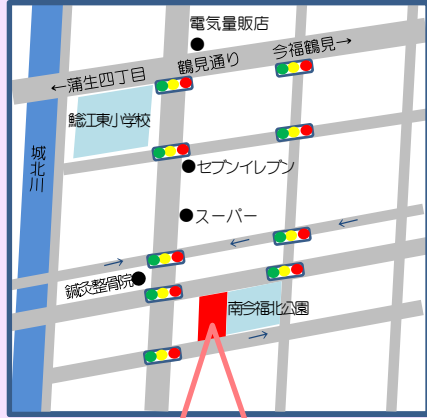 電気量販店
鶴見通り
今福鶴見→
←蒲生四丁目
鯰江東小学校
城北川
セブンイレブン
スーパー
鍼灸整骨院
南今福北公園